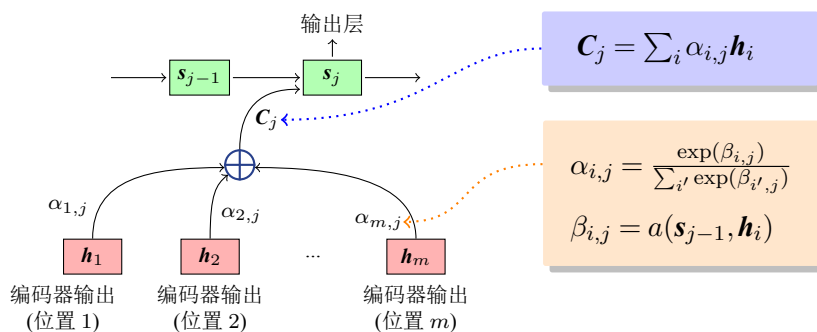 输出层
s_{j−1}
s_j
C_j
α_{1,j}
α_{2,j}
α_{m,j}
h_1
h_2
...
h_m
编码器输出
(位置 1)
编码器输出
(位置 2)
编码器输出
(位置 m)
C_j = ∑_i α_{i,j} h_i
α_{i,j} = exp(β_{i,j}) / ∑_{i'} exp(β_{i',j})
β_{i,j} = a(s_{j−1}, h_i)